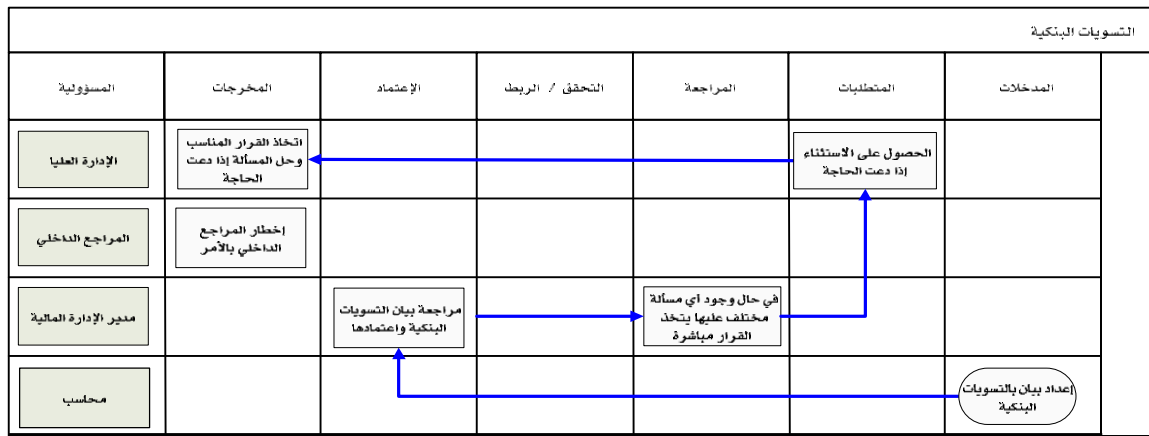 التسويات البنكية
المدخلات
المتطلبات
المراجعة
التحقق / الربط
الإعتماد
المخرجات
المسؤولية
الحصول على الاستثناء
إذا دعت الحاجة
اتخاذ القرار المناسب
وحل المسألة إذا دعت
الحاجة
الإدارة العليا
إخطار المراجع
الداخلي بالأمر
المراجع الداخلي
في حال وجود أي مسألة
مختلف عليها يتخذ
القرار مباشرة
مراجعة بيان التسويات
البنكية واعتمادها
مدير الإدارة المالية
إعداد بيان بالتسويات
البنكية
محاسب